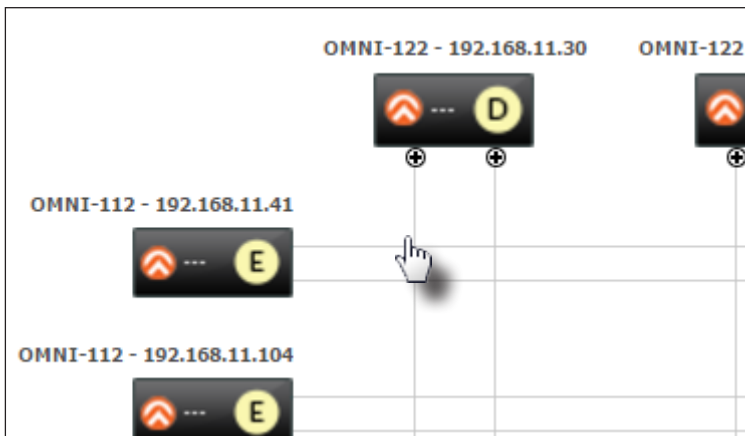 OMNI-122 - 192.168.11.30 OMNI-122
--- D
OMNI-112 - 192.168.11.41
--- E
OMNI-112 - 192.168.11.104
--- E